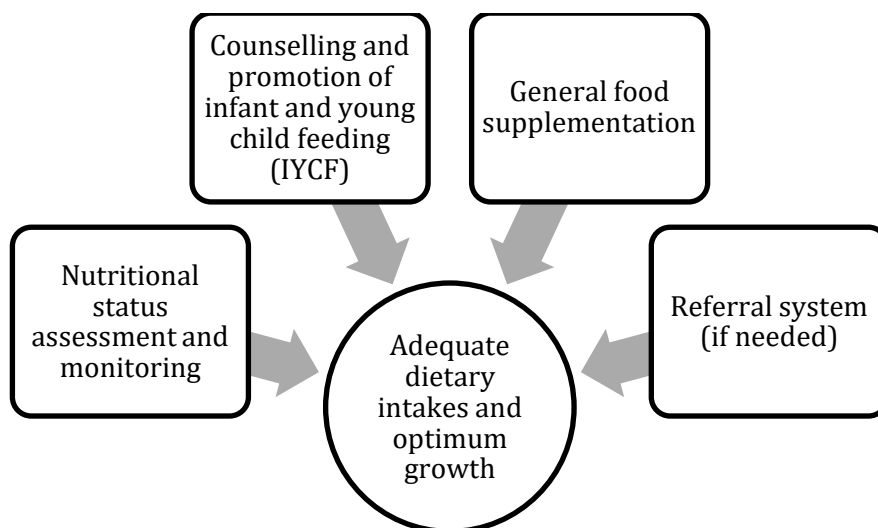 Counselling and
promotion of
infant and young
child feeding
(IYCF)
General food
supplementation
Nutritional
status
assessment and
monitoring
Referral system
(if needed)
Adequate
dietary
intakes and
optimum
growth